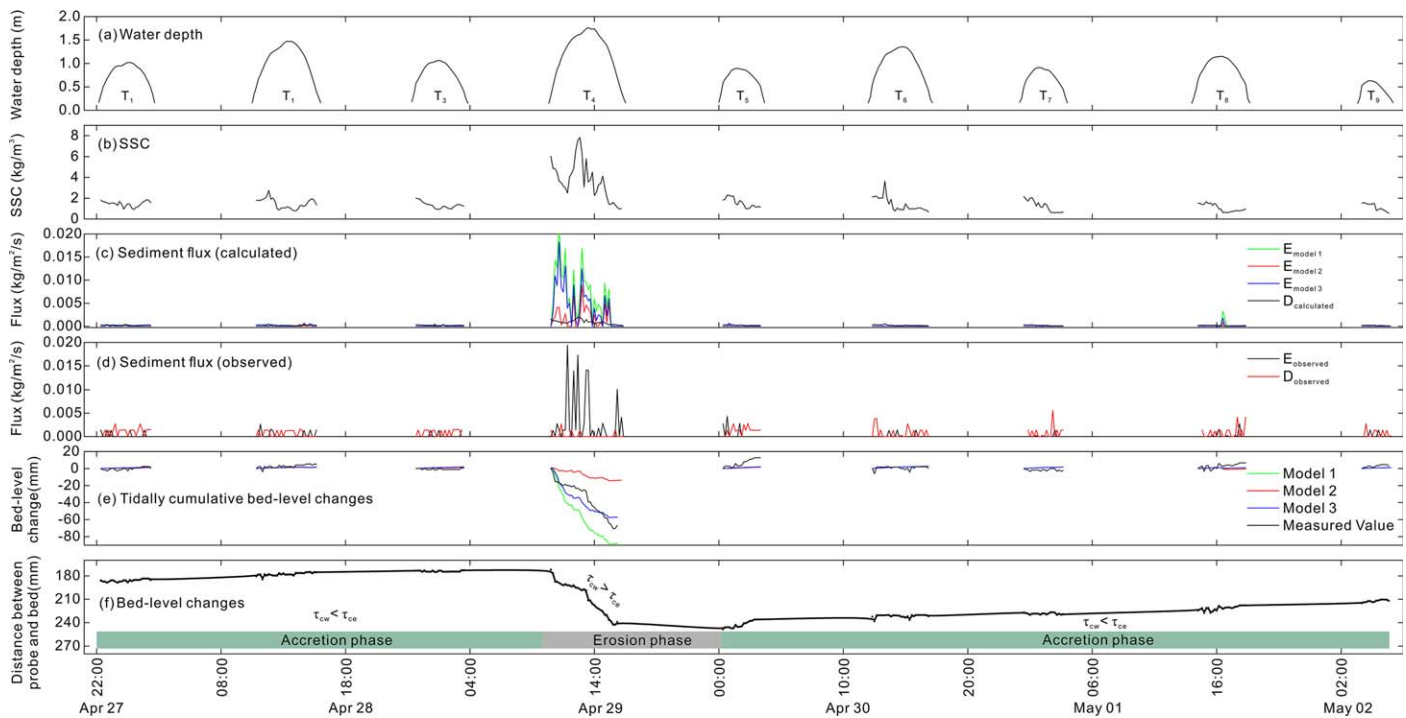 Water depth (m)
2.0
1.5
1.0
0.5
0.0
(a) Water depth
T₁
T₁
T₃
T₄
T₅
T₆
T₇
T₈
T₉
SSC (kg/m³)
8
6
4
2
0
(b) SSC
Flux (kg/m²/s)
0.020
0.015
0.010
0.005
0.000
(c) Sediment flux (calculated)
E model 1
E model 2
E model 3
D calculated
Flux (kg/m²/s)
0.020
0.015
0.010
0.005
0.000
(d) Sediment flux (observed)
E observed
D observed
Bed-level
change(mm)
20
0
-20
-40
-60
-80
(e) Tidally cumulative bed-level changes
Model 1
Model 2
Model 3
Measured Value
Distance between
probe and bed(mm)
180
210
240
270
(f) Bed-level changes
τcw < τce
τcw > τce
τcw < τce
Accretion phase
Erosion phase
Accretion phase
22:00
08:00
18:00
04:00
14:00
00:00
10:00
20:00
06:00
16:00
02:00
Apr 27
Apr 28
Apr 29
Apr 30
May 01
May 02